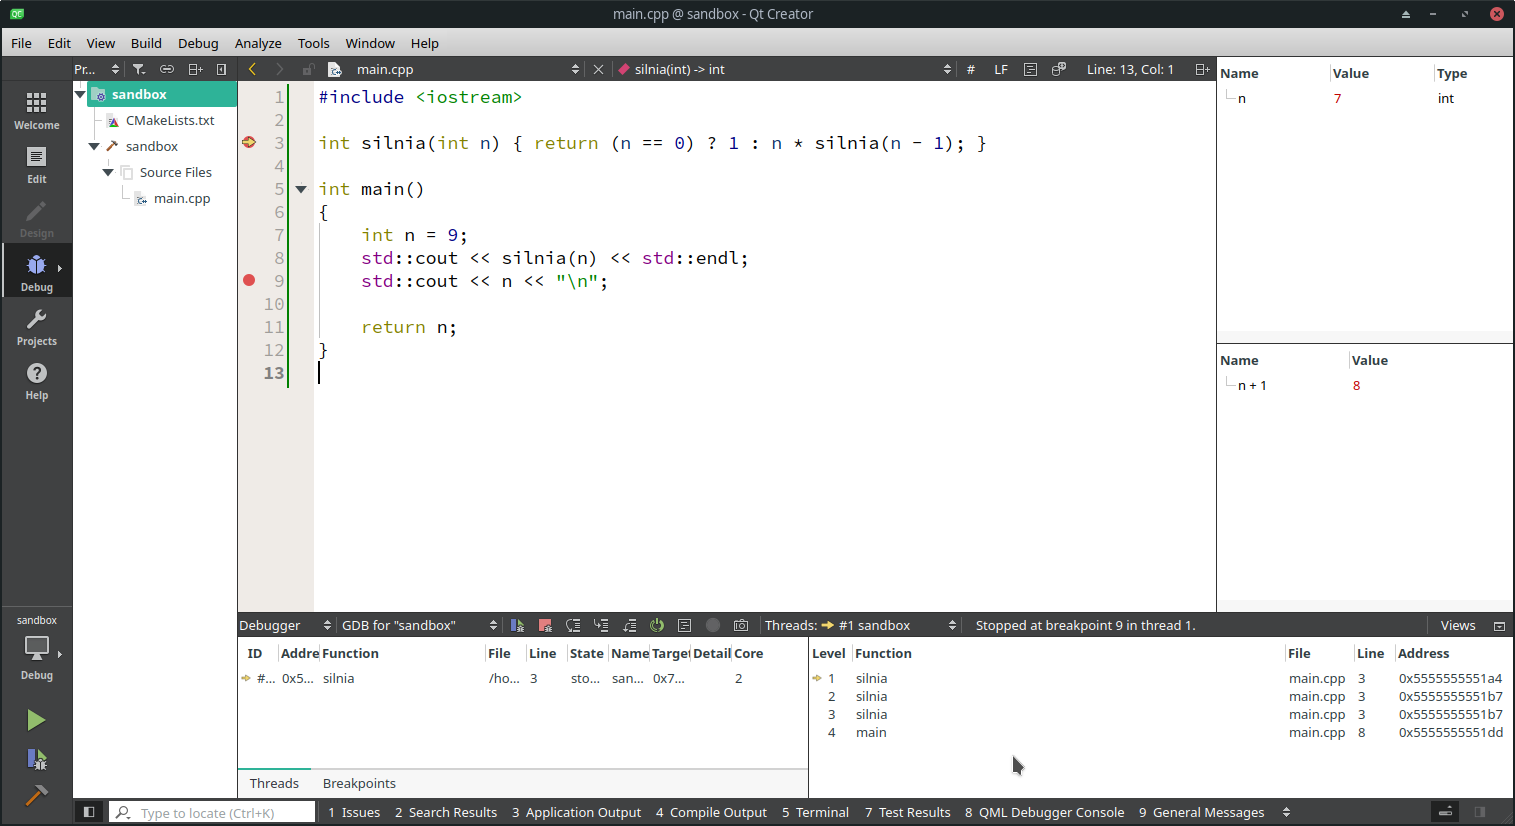 QC
main.cpp @ sandbox - Qt Creator
File Edit View Build Debug Analyze Tools Window Help
Pr... main.cpp silnia(int) -> int # LF Line: 13, Col: 1
Welcome
Edit
Design
Debug
Projects
Help
sandbox
Debug
sandbox
CMakeLists.txt
sandbox
Source Files
main.cpp
1 #include <iostream>
2
3 int silnia(int n) { return (n == 0) ? 1 : n * silnia(n - 1); }
4
5 int main()
6 {
7 int n = 9;
8 std::cout << silnia(n) << std::endl;
9 std::cout << n << "\n";
10
11 return n;
12 }
13
Name Value Type
n 7 int
Name Value
n + 1 8
Debugger GDB for "sandbox" Threads: #1 sandbox Stopped at breakpoint 9 in thread 1. Views
ID Addre Function File Line State Name Target Detail Core
#... 0x5... silnia /ho... 3 sto... san... 0x7... 2
Threads Breakpoints
Level Function File Line Address
1 silnia main.cpp 3 0x5555555551a4
2 silnia main.cpp 3 0x5555555551b7
3 silnia main.cpp 3 0x5555555551b7
4 main main.cpp 8 0x5555555551dd
Type to locate (Ctrl+K) 1 Issues 2 Search Results 3 Application Output 4 Compile Output 5 Terminal 7 Test Results 8 QML Debugger Console 9 General Messages